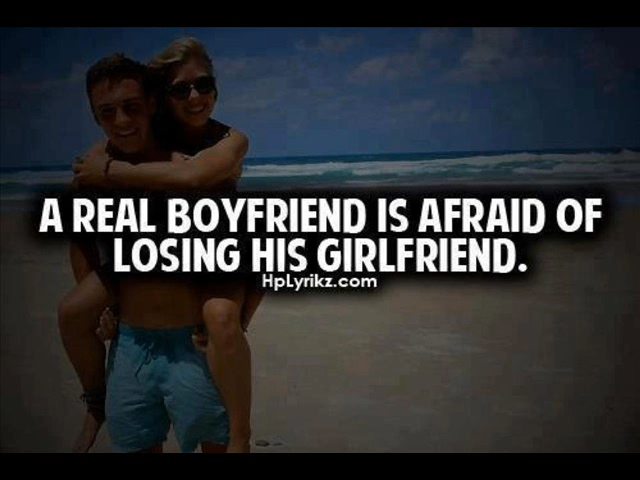 A REAL BOYFRIEND IS AFRAID OF
LOSING HIS GIRLFRIEND.
HpLyrikz.com